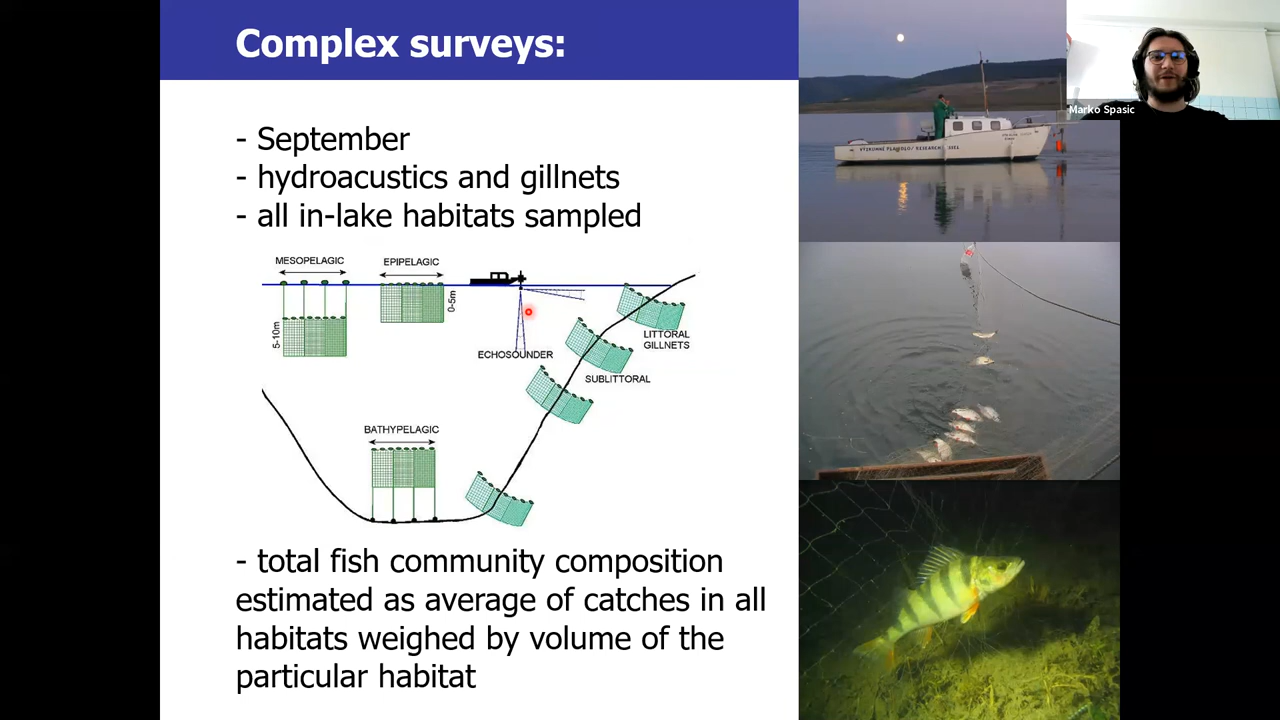 Complex surveys:
Marko Spasic
- September
- hydroacustics and gillnets
- all in-lake habitats sampled
MESOPELAGIC
EPIPELAGIC
0-5m
5-10m
ECHOSOUNDER
LITTORAL
GILLNETS
SUBLITTORAL
BATHYPELAGIC
- total fish community composition
estimated as average of catches in all
habitats weighed by volume of the
particular habitat